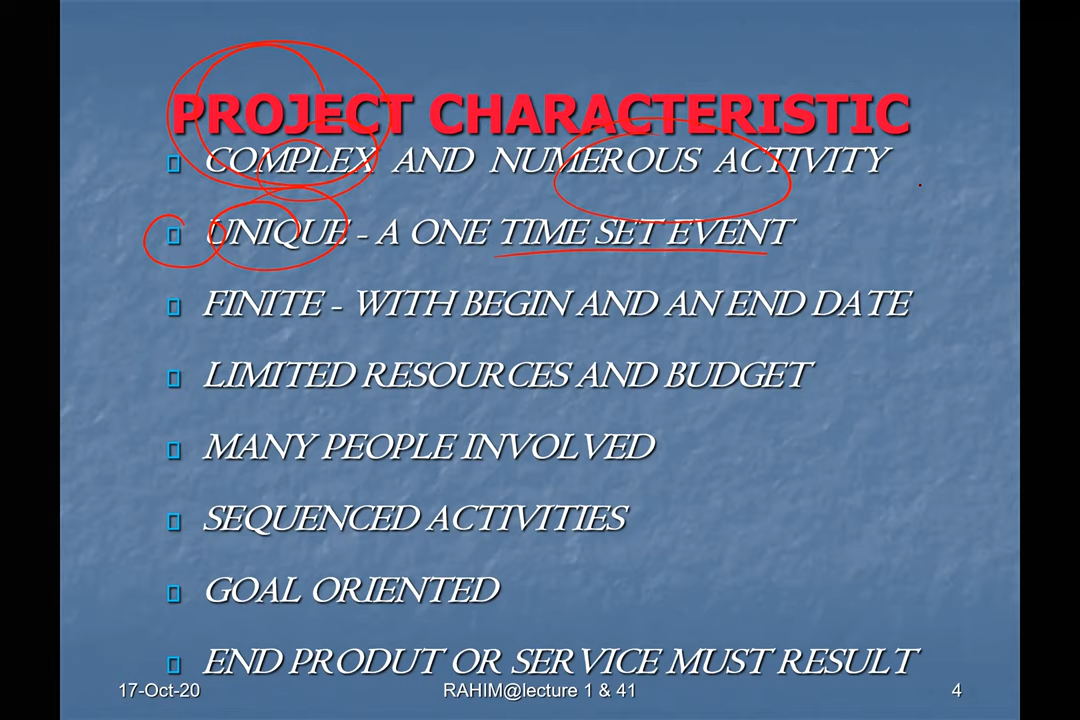 PROJECT CHARACTERISTIC
COMPLEX AND NUMEROUS ACTIVITY
UNIQUE - A ONE TIME SET EVENT
FINITE - WITH BEGIN AND AN END DATE
LIMITED RESOURCES AND BUDGET
MANY PEOPLE INVOLVED
SEQUENCED ACTIVITIES
GOAL ORIENTED
END PRODUT OR SERVICE MUST RESULT
17-Oct-20 RAHIM@lecture 1 & 41 4